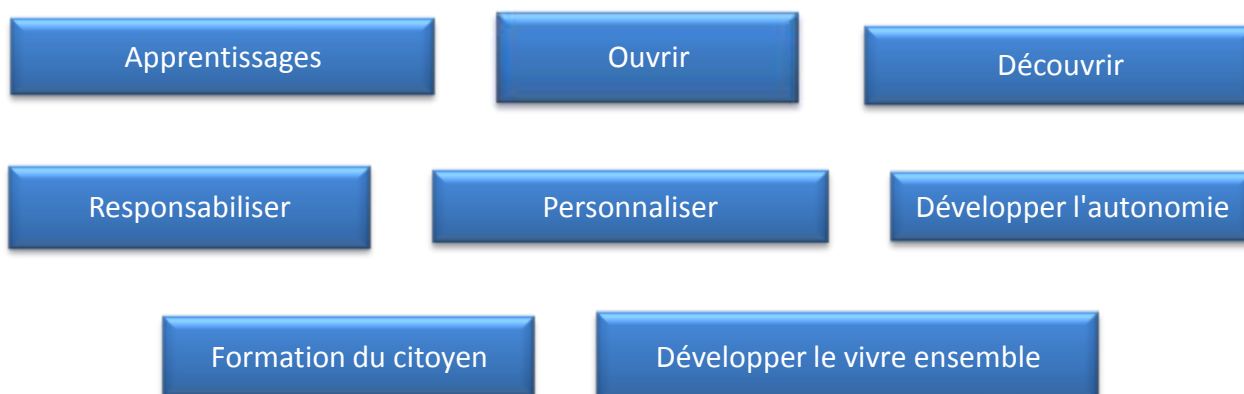 Apprentissages
Ouvrir
Découvrir
Responsabiliser
Personnaliser
Développer l'autonomie
Formation du citoyen
Développer le vivre ensemble